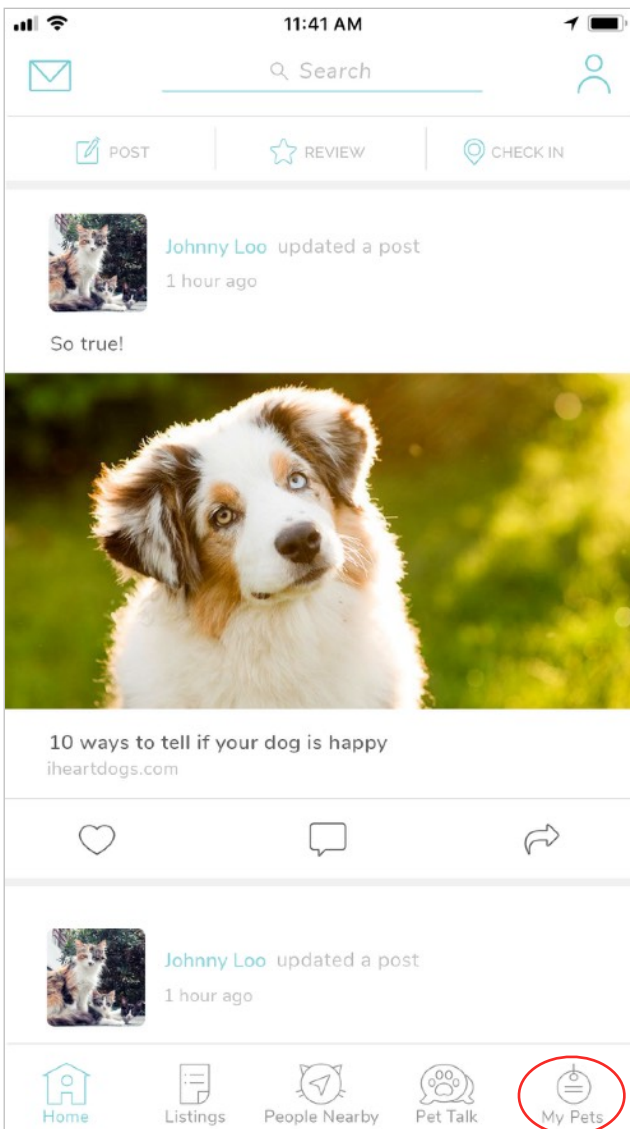 11:41 AM
Search
POST REVIEW CHECK IN
Johnny Loo updated a post
1 hour ago
So true!
10 ways to tell if your dog is happy
iheartdogs.com
Johnny Loo updated a post
1 hour ago
Home Listings People Nearby Pet Talk My Pets